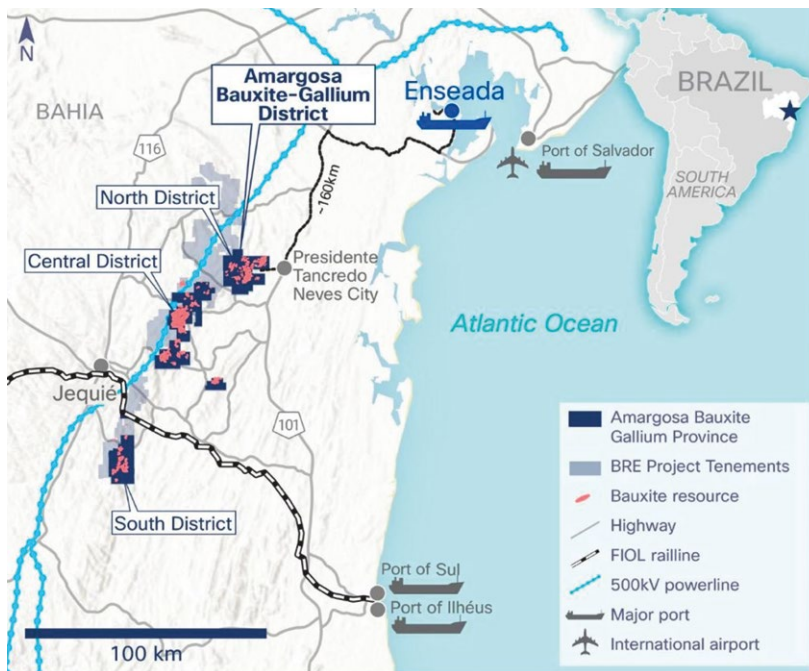 N
BAHIA
116
Amargosa
Bauxite-Gallium
District
Enseada
Port of Salvador
BRAZIL
SOUTH
AMERICA
North District
~160km
Central District
Presidente
Tancredo
Neves City
Atlantic Ocean
Jequié
101
South District
Port of Sul
Port of Ilhéus
100 km
Amargosa Bauxite
Gallium Province
BRE Project Tenements
Bauxite resource
Highway
FIOL railline
500kV powerline
Major port
International airport